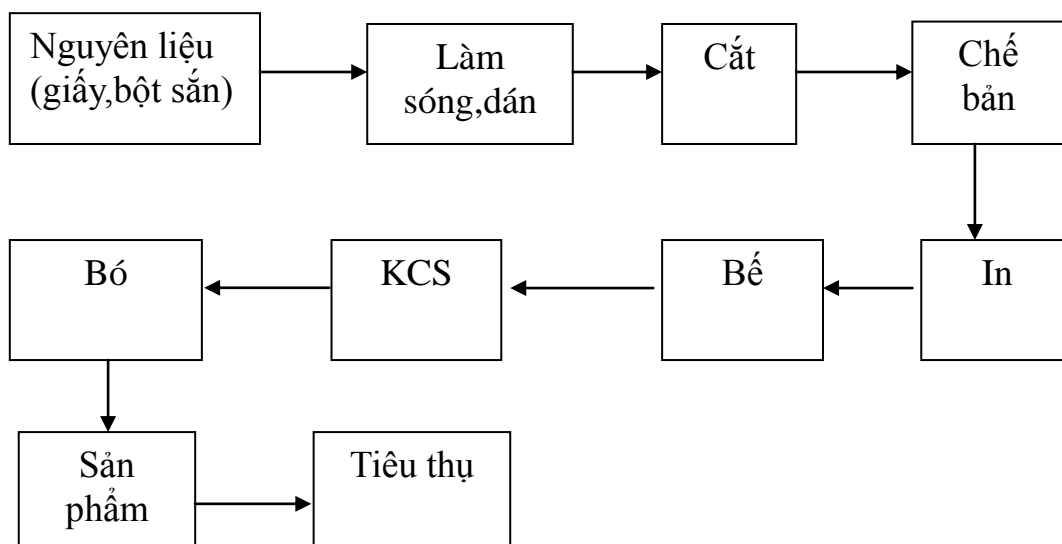 Nguyên liệu
(giấy,bột sắn)
Làm
sóng,dán
Cắt
Chế
bản
In
Bế
KCS
Bó
Sản
phẩm
Tiêu thụ